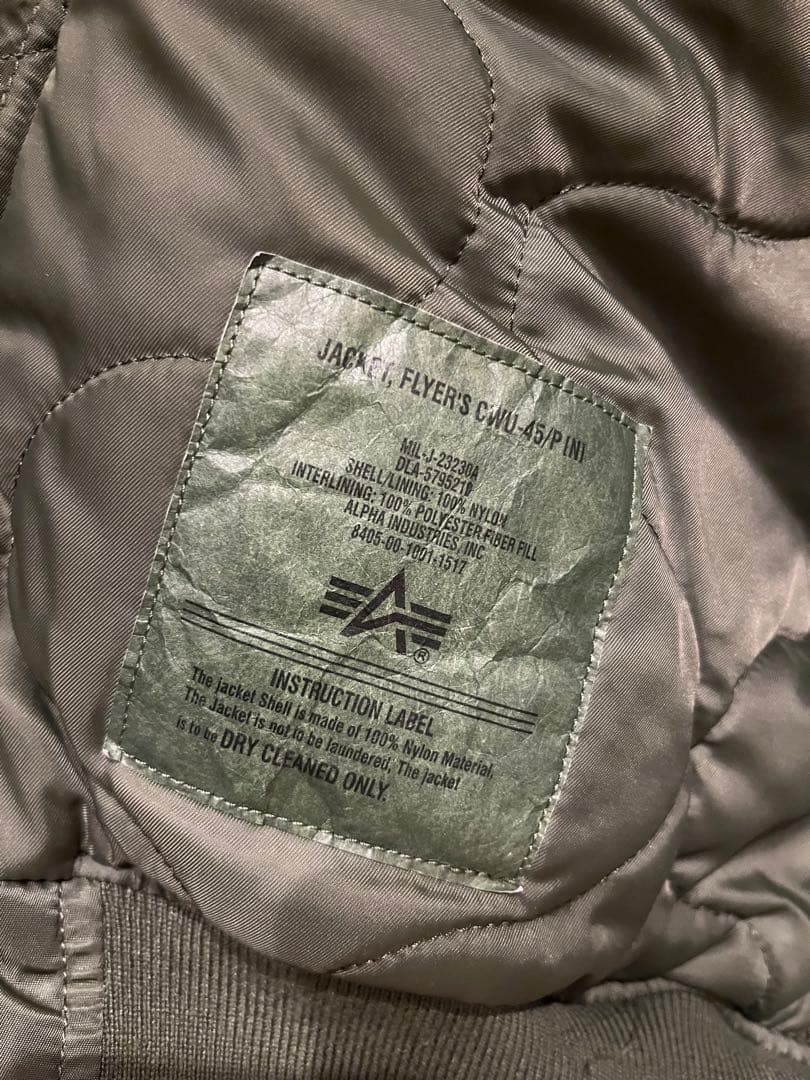 JACKET, FLYER'S CWU-45/P (N)
MIL-J-23230A
DLA-579521D
SHELL/LINING: 100% NYLON
INTERLINING: 100% POLYESTER FIBER FILL
ALPHA INDUSTRIES, INC
8405-00-1001-1517
®
INSTRUCTION LABEL
The jacket Shell is made of 100% Nylon Material,
The Jacket is not to be laundered, The jacket
is to be DRY CLEANED ONLY.